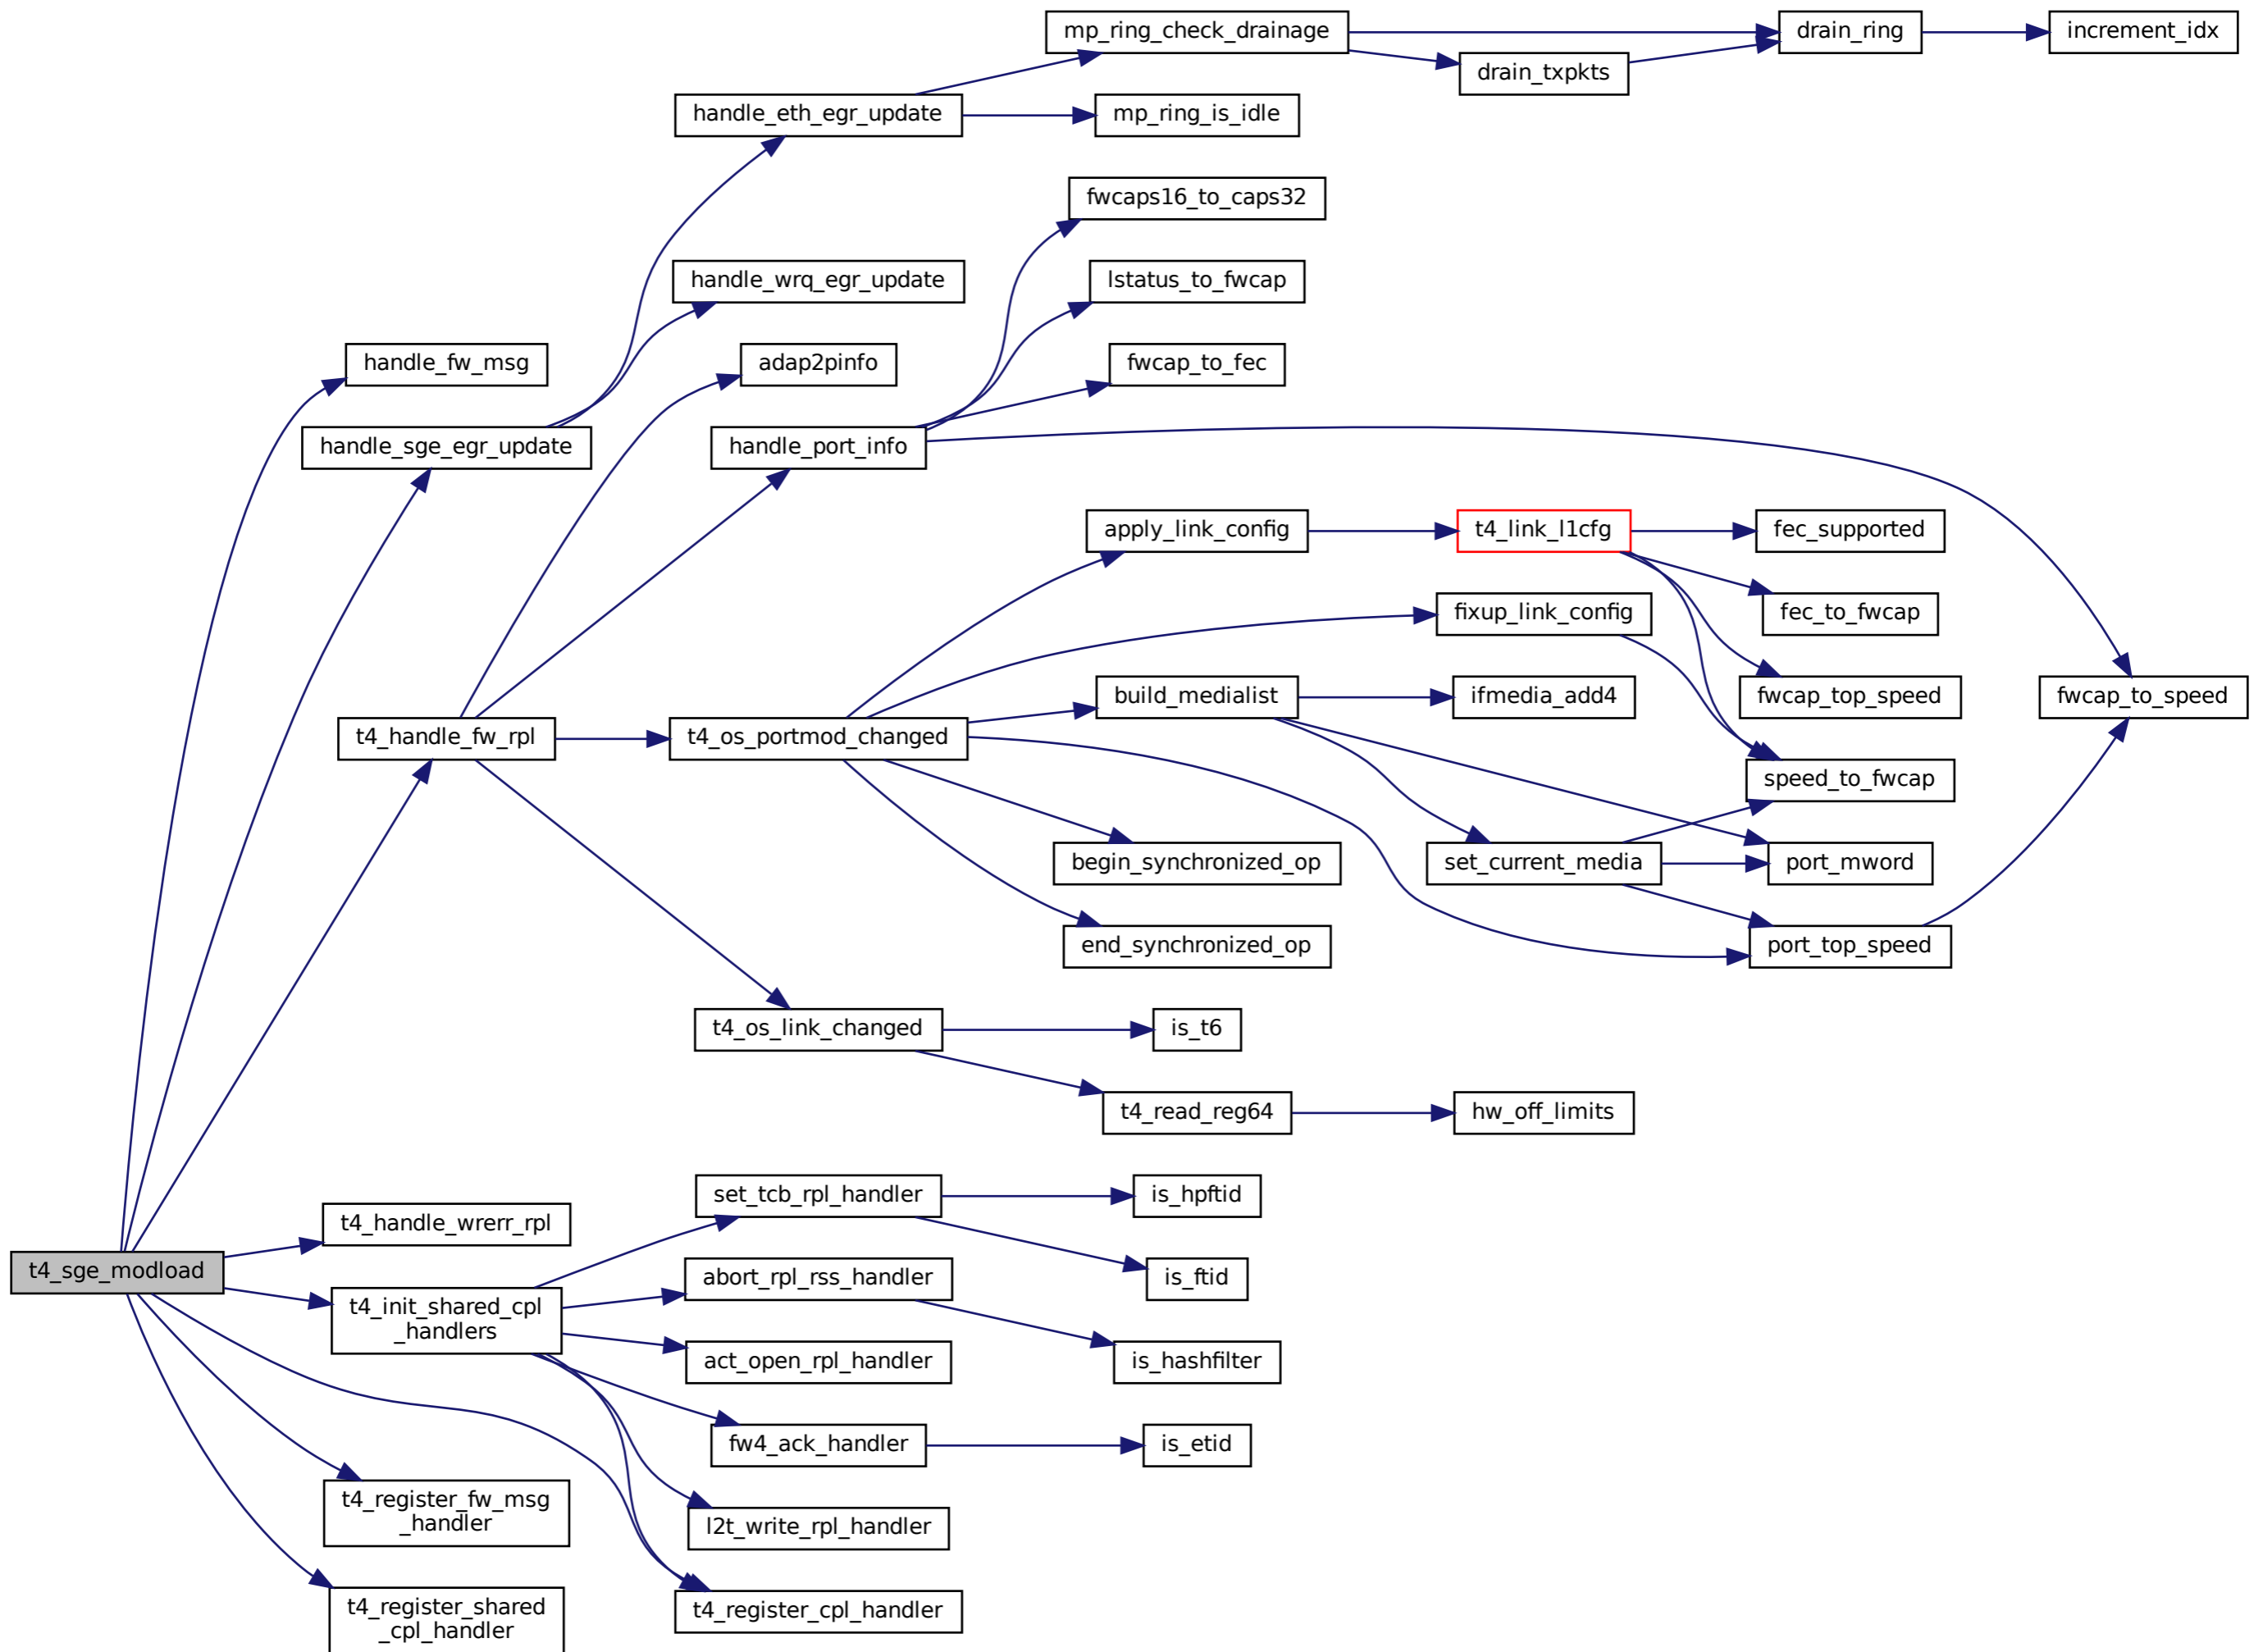 mp_ring_check_drainage
drain_ring
increment_idx
drain_txpkts
handle_eth_egr_update
mp_ring_is_idle
fwcaps16_to_caps32
handle_wrq_egr_update
lstatus_to_fwcap
handle_fw_msg
adap2pinfo
fwcap_to_fec
handle_sge_egr_update
handle_port_info
apply_link_config
t4_link_l1cfg
fec_supported
fixup_link_config
fec_to_fwcap
build_medialist
ifmedia_add4
fwcap_top_speed
fwcap_to_speed
t4_handle_fw_rpl
t4_os_portmod_changed
speed_to_fwcap
begin_synchronized_op
set_current_media
port_mword
end_synchronized_op
port_top_speed
t4_os_link_changed
is_t6
t4_read_reg64
hw_off_limits
set_tcb_rpl_handler
is_hpftid
t4_handle_wrerr_rpl
t4_sge_modload
abort_rpl_rss_handler
is_ftid
t4_init_shared_cpl
_handlers
act_open_rpl_handler
is_hashfilter
fw4_ack_handler
is_etid
t4_register_fw_msg
_handler
l2t_write_rpl_handler
t4_register_shared
_cpl_handler
t4_register_cpl_handler